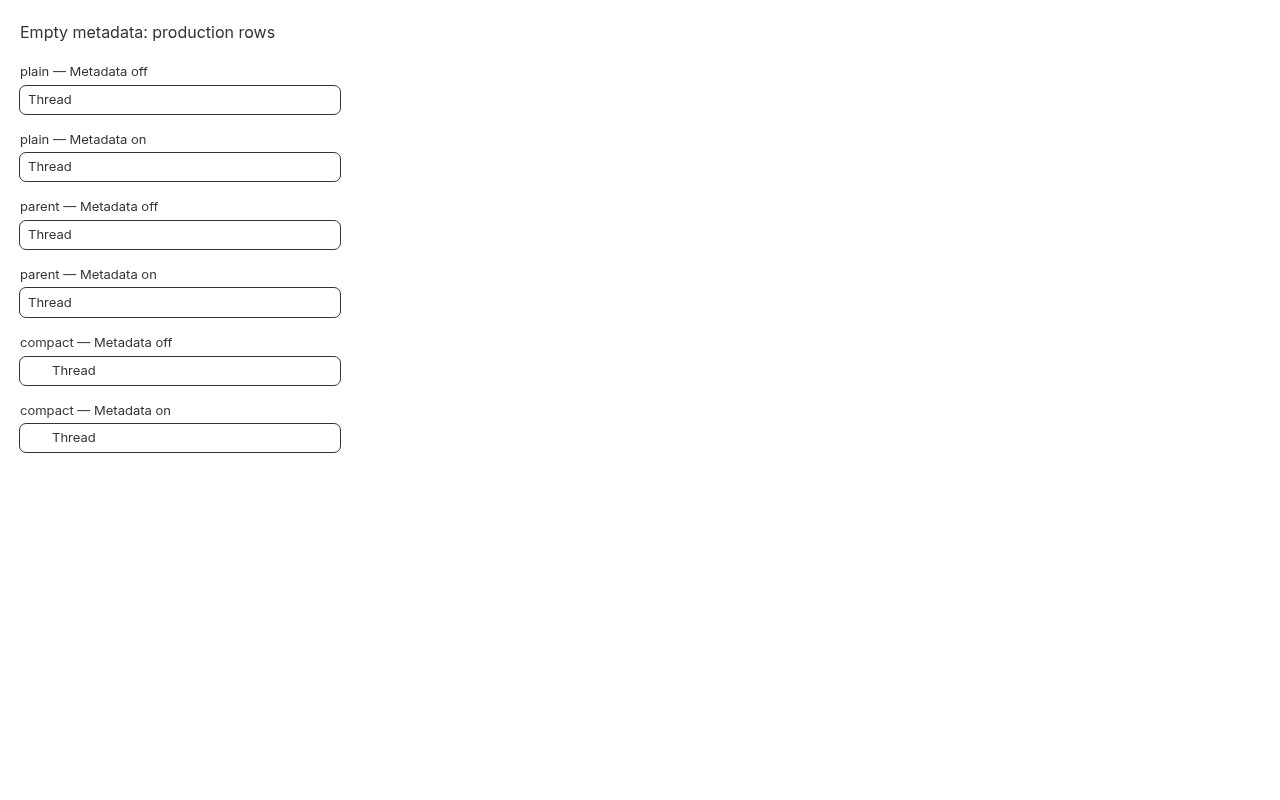 Empty metadata: production rows
plain — Metadata off
Thread
plain — Metadata on
Thread
parent — Metadata off
Thread
parent — Metadata on
Thread
compact — Metadata off
Thread
compact — Metadata on
Thread